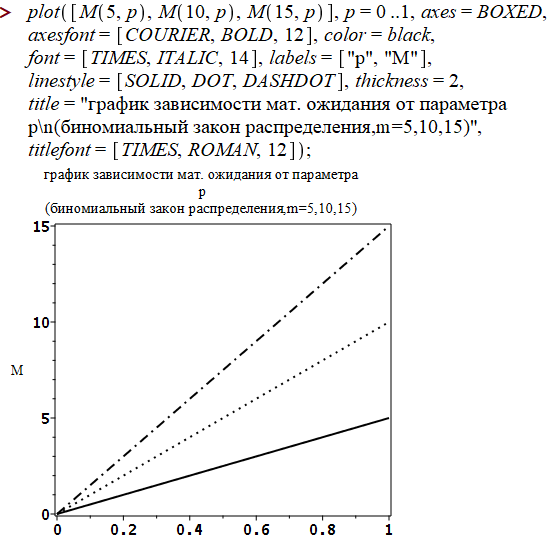 > plot([M(5, p), M(10, p), M(15, p)], p = 0 ..1, axes = BOXED,
axesfont = [COURIER, BOLD, 12], color = black,
font = [TIMES, ITALIC, 14], labels = ["p", "M"],
linestyle = [SOLID, DOT, DASHDOT], thickness = 2,
title = "график зависимости мат. ожидания от параметра
p\n(биномиальный закон распределения,m=5,10,15)",
titlefont = [TIMES, ROMAN, 12]);
график зависимости мат. ожидания от параметра
p
(биномиальный закон распределения,m=5,10,15)
15
10
M
5
0
0 0.2 0.4 0.6 0.8 1